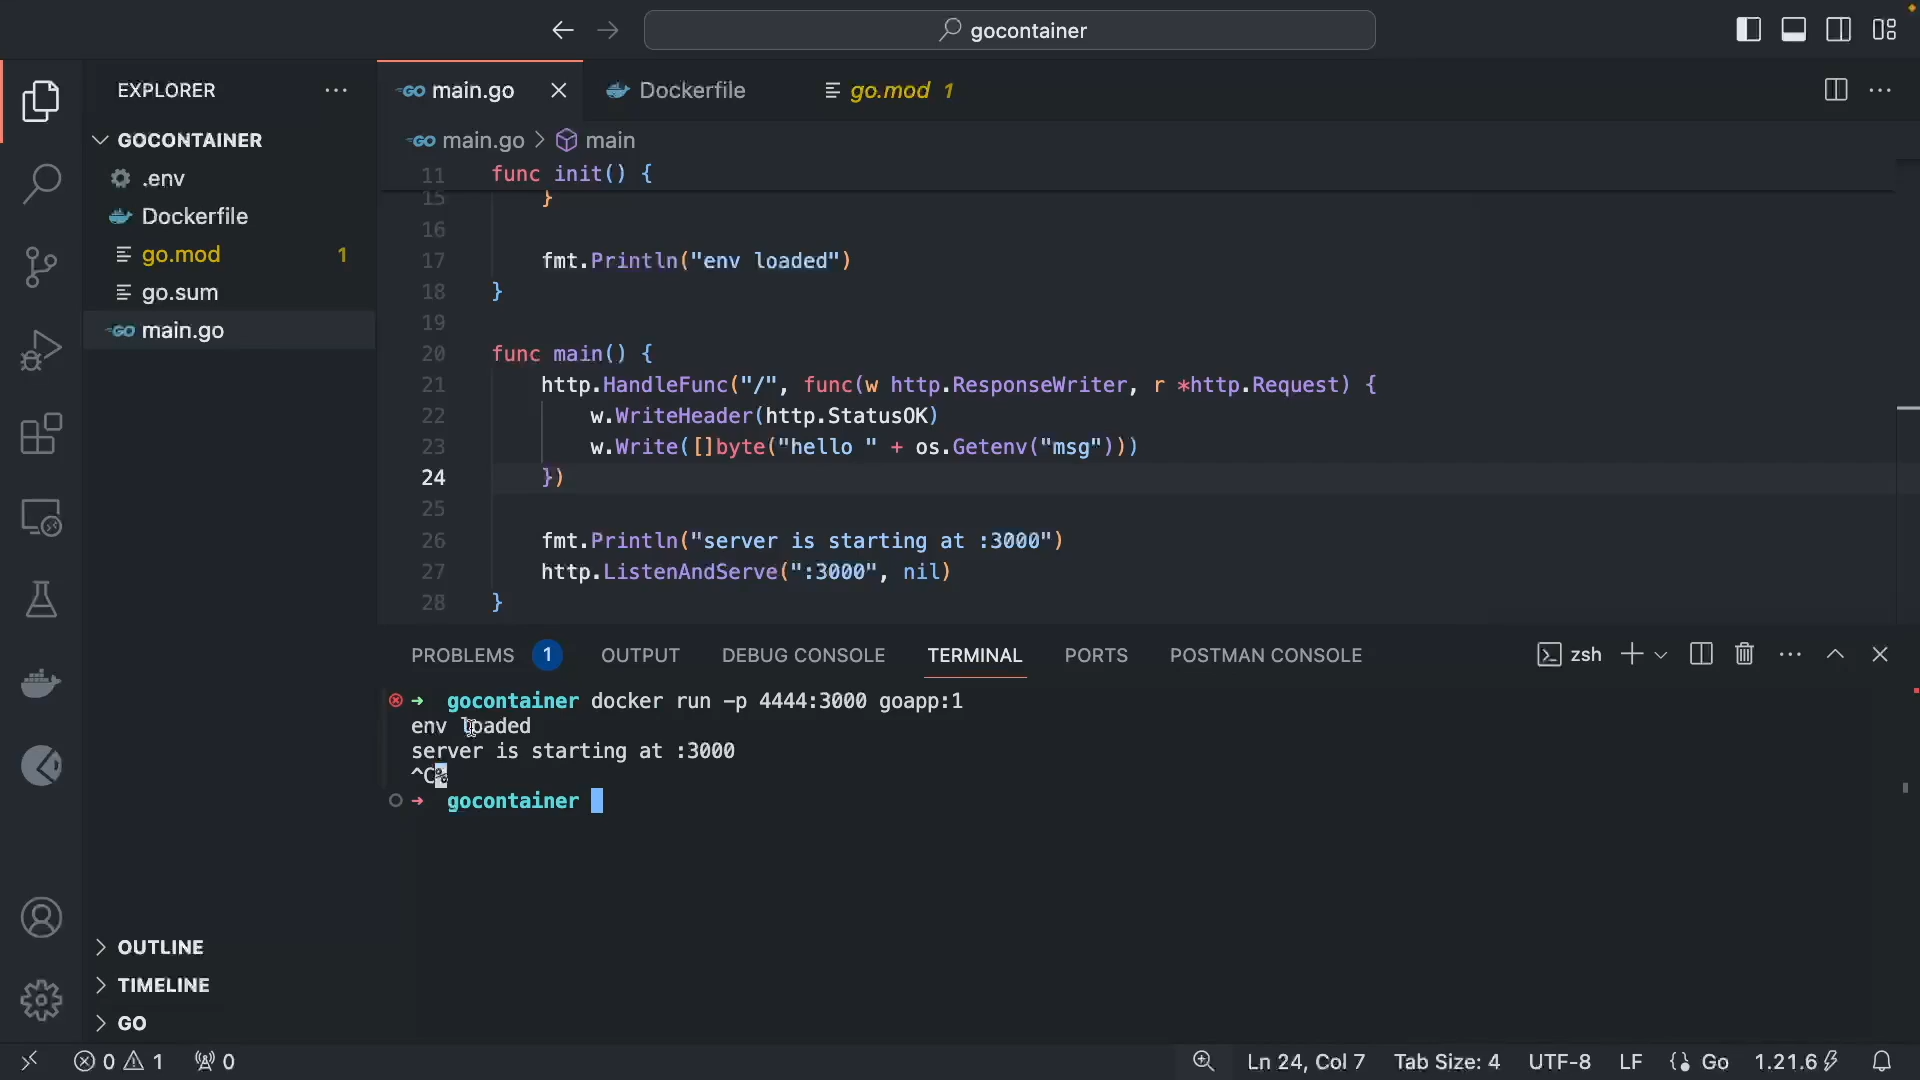 gocontainer
EXPLORER
GOCONTAINER
.env
Dockerfile
go.mod 1
go.sum
main.go
OUTLINE
TIMELINE
GO
main.go
Dockerfile
go.mod 1
main.go > main
11 func init() {
15 }
16
17 fmt.Println("env loaded")
18 }
19
20 func main() {
21 http.HandleFunc("/", func(w http.ResponseWriter, r *http.Request) {
22 w.WriteHeader(http.StatusOK)
23 w.Write([]byte("hello " + os.Getenv("msg")))
24 })
25
26 fmt.Println("server is starting at :3000")
27 http.ListenAndServe(":3000", nil)
28 }
PROBLEMS 1 OUTPUT DEBUG CONSOLE TERMINAL PORTS POSTMAN CONSOLE zsh
→ gocontainer docker run -p 4444:3000 goapp:1
env loaded
server is starting at :3000
^C%
→ gocontainer
0 1 0 Ln 24, Col 7 Tab Size: 4 UTF-8 LF Go 1.21.6